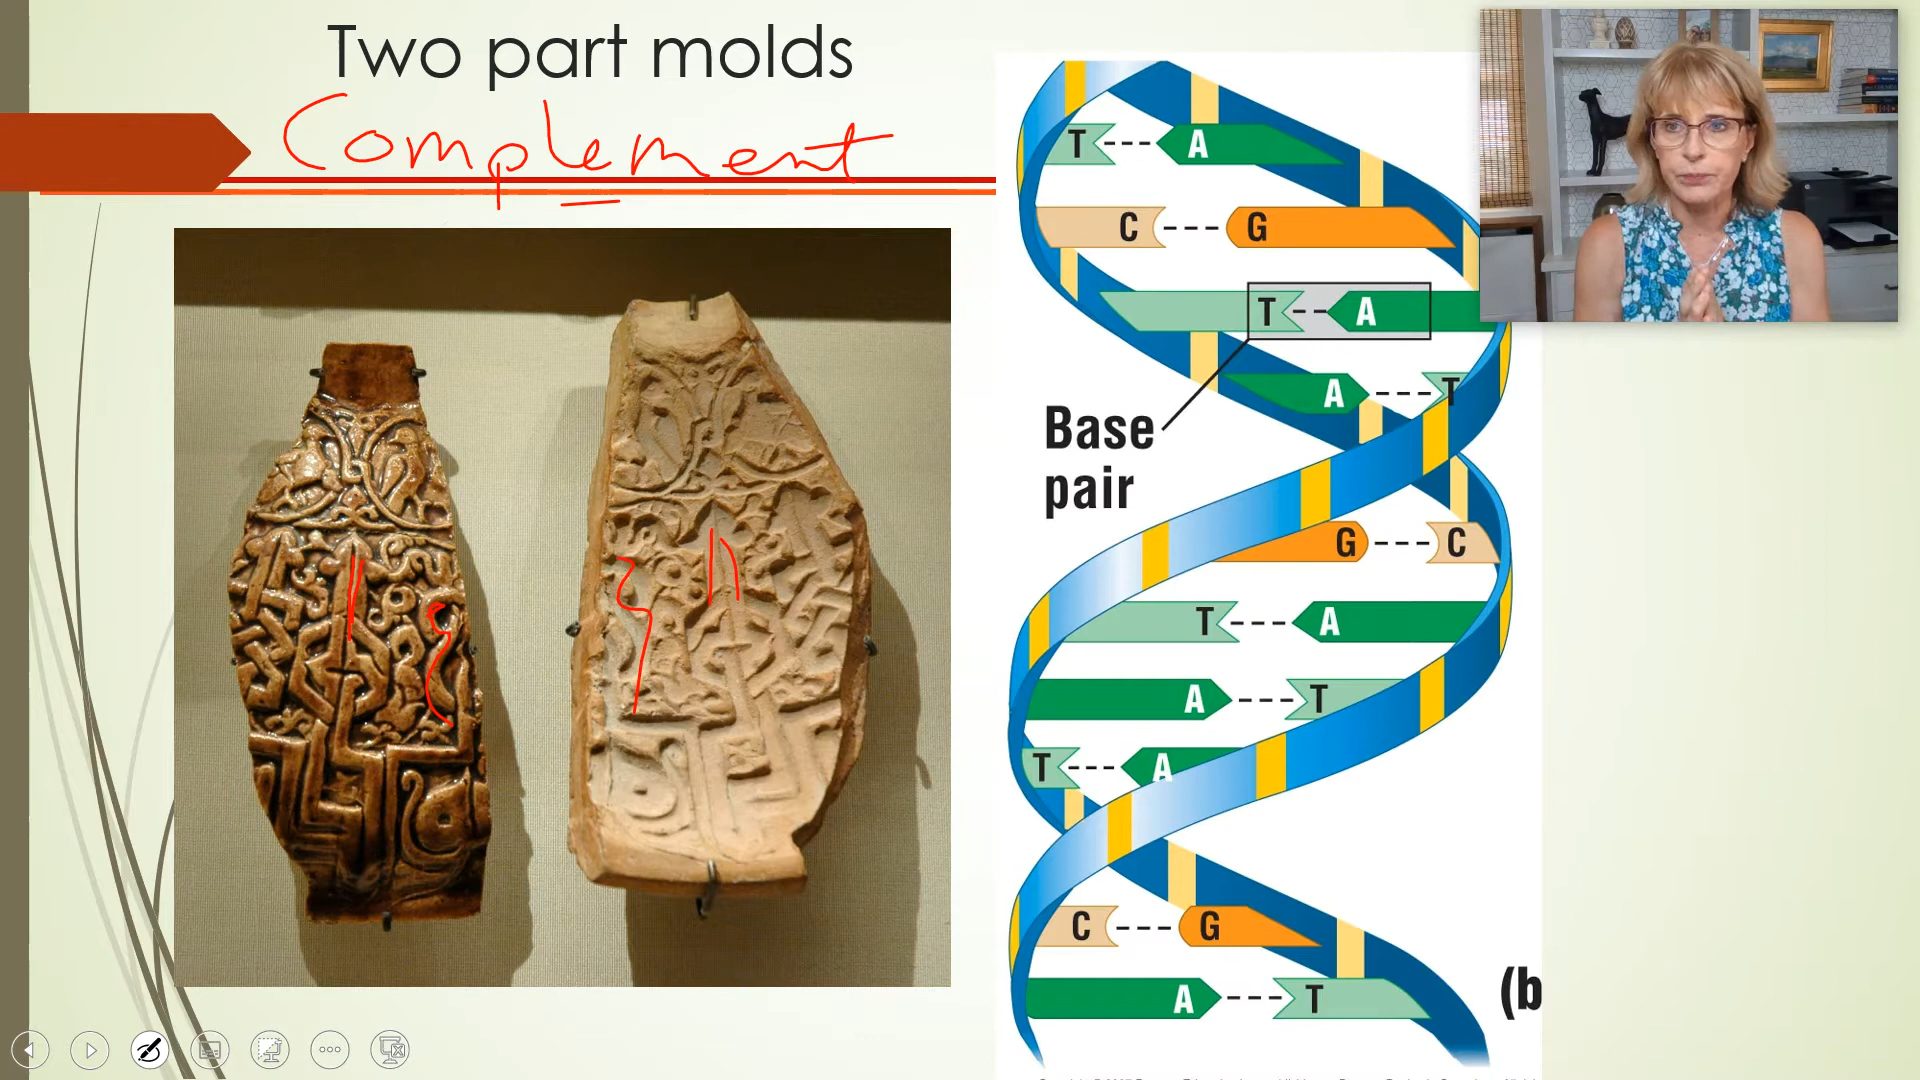 Two part molds
Complement
T A
C G
T A
A T
Base
pair
G C
T A
A T
T A
C G
A T
(b